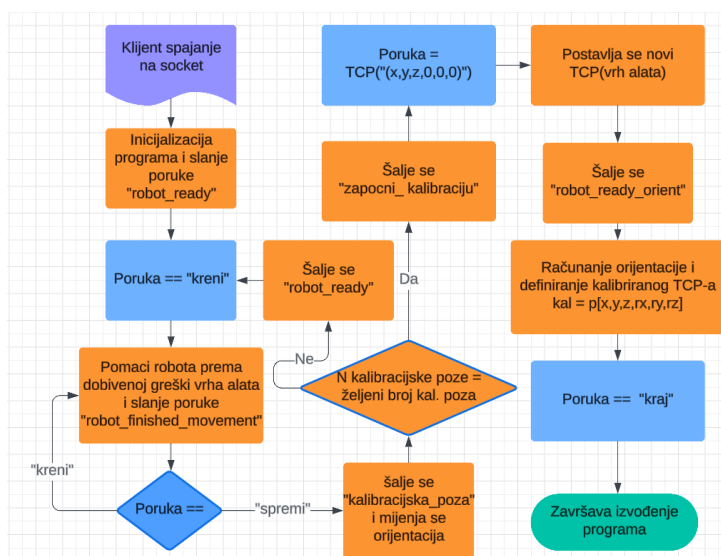 Klijent spajanje
na socket
Inicijalizacija
programa i slanje
poruke
"robot_ready"
Poruka == "kreni"
Pomaci robota prema
dobivenoj greški vrha alata
i slanje poruke
"robot_finished_movement"
"kreni"
Poruka ==
"spremi"
šalje se
"kalibracijska_poza"
i mijenja se
orijentacija
N kalibracijske poze =
željeni broj kal. poza
Ne
Šalje se
"robot_ready"
Da
Šalje se
"zapocni_ kalibraciju"
Poruka =
TCP("(x,y,z,0,0,0)")
Postavlja se novi
TCP(vrh alata)
Šalje se
"robot_ready_orient"
Računanje orijentacije i
definiranje kalibriranog TCP-a
kal = p[x,y,z,rx,ry,rz]
Poruka == "kraj"
Završava izvođenje
programa